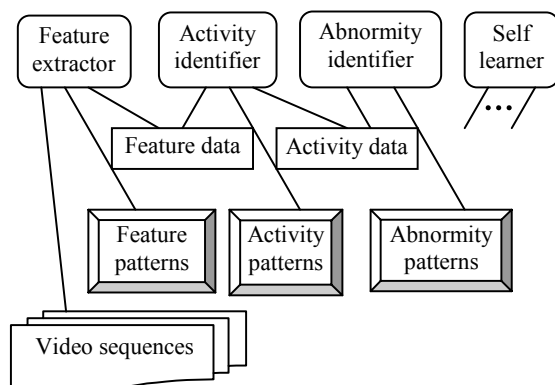 Feature extractor
Activity identifier
Abnormity identifier
Self learner
...
Feature data
Activity data
Feature patterns
Activity patterns
Abnormity patterns
Video sequences